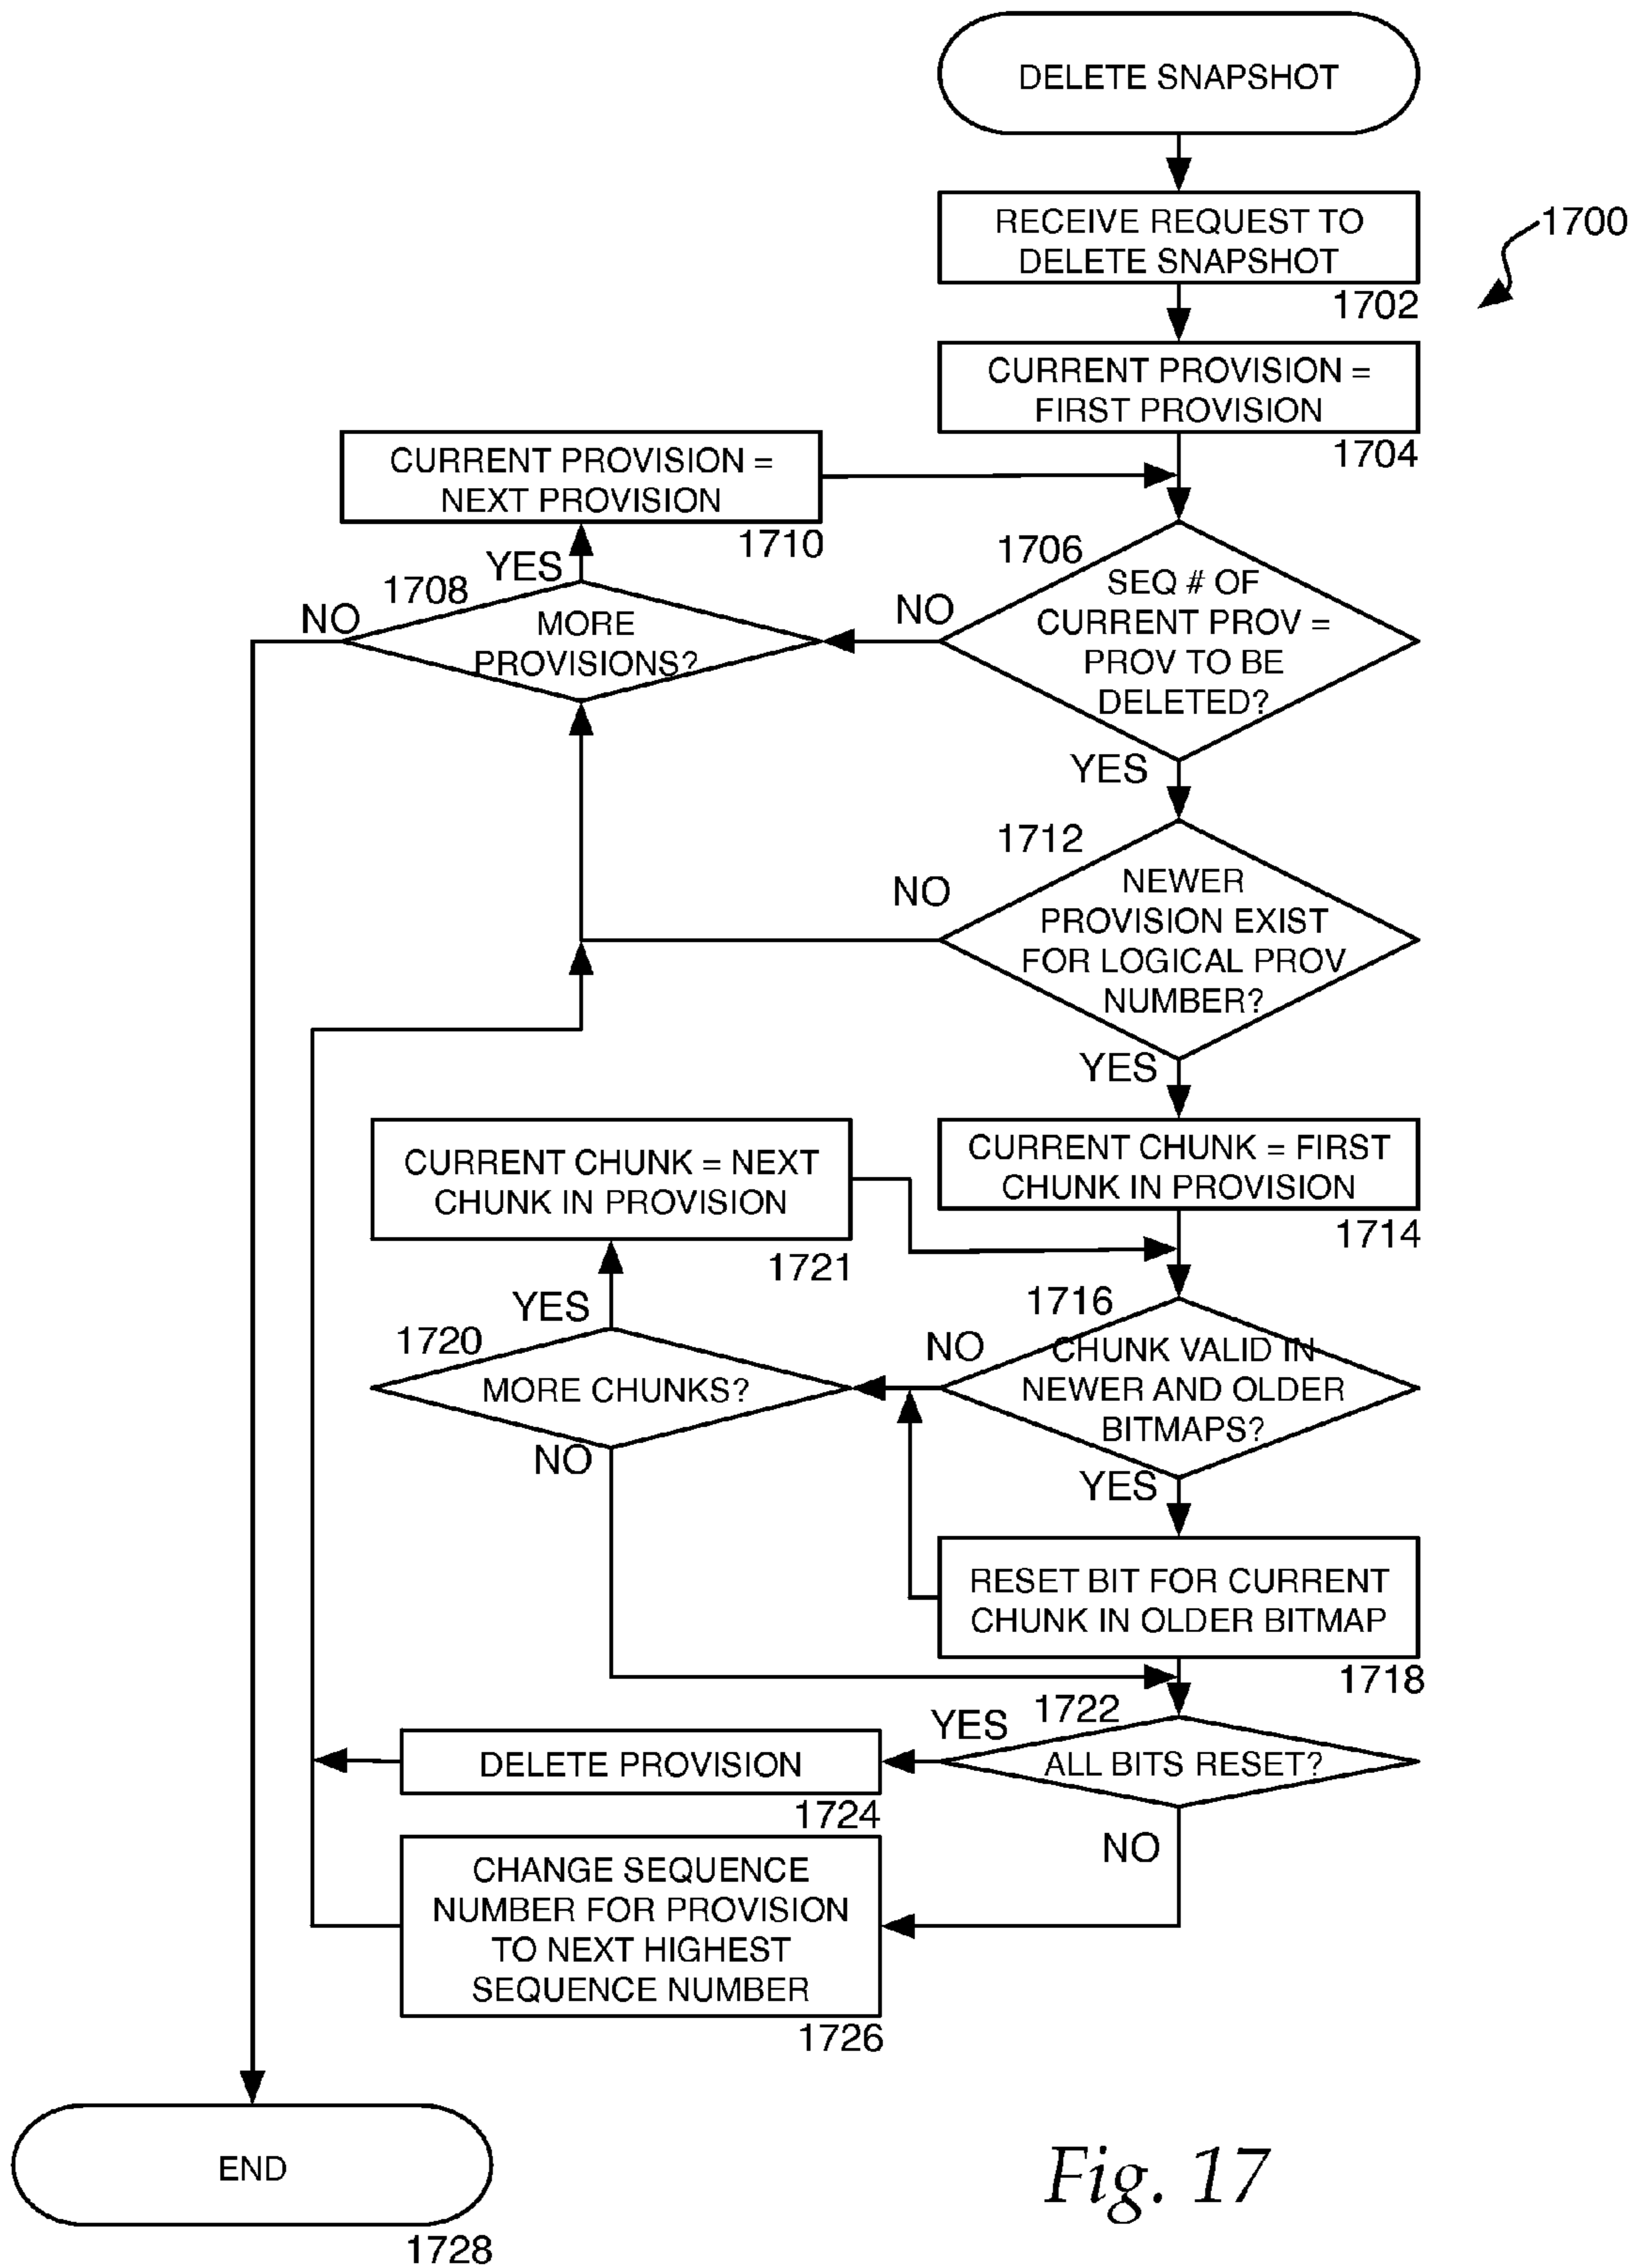 DELETE SNAPSHOT
RECEIVE REQUEST TO
DELETE SNAPSHOT
1702
1700
CURRENT PROVISION =
FIRST PROVISION
1704
CURRENT PROVISION =
NEXT PROVISION
1710
YES
1708
NO
MORE
PROVISIONS?
1706
NO
SEQ # OF
CURRENT PROV =
PROV TO BE
DELETED?
YES
1712
NO
NEWER
PROVISION EXIST
FOR LOGICAL PROV
NUMBER?
YES
CURRENT CHUNK = FIRST
CHUNK IN PROVISION
1714
CURRENT CHUNK = NEXT
CHUNK IN PROVISION
1721
YES
1720
MORE CHUNKS?
NO
1716
NO
CHUNK VALID IN
NEWER AND OLDER
BITMAPS?
YES
RESET BIT FOR CURRENT
CHUNK IN OLDER BITMAP
1718
1722
YES
ALL BITS RESET?
NO
DELETE PROVISION
1724
CHANGE SEQUENCE
NUMBER FOR PROVISION
TO NEXT HIGHEST
SEQUENCE NUMBER
1726
END
1728
Fig. 17